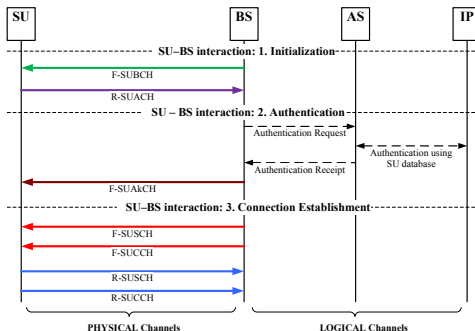 SU BS AS IP
SU–BS interaction: 1. Initialization
F-SUBCH
R-SUACH
SU – BS interaction: 2. Authentication
Authentication Request
Authentication using
SU database
Authentication Receipt
F-SUAkCH
SU–BS interaction: 3. Connection Establishment
F-SUSCH
F-SUCCH
R-SUSCH
R-SUCCH
PHYSICAL Channels LOGICAL Channels